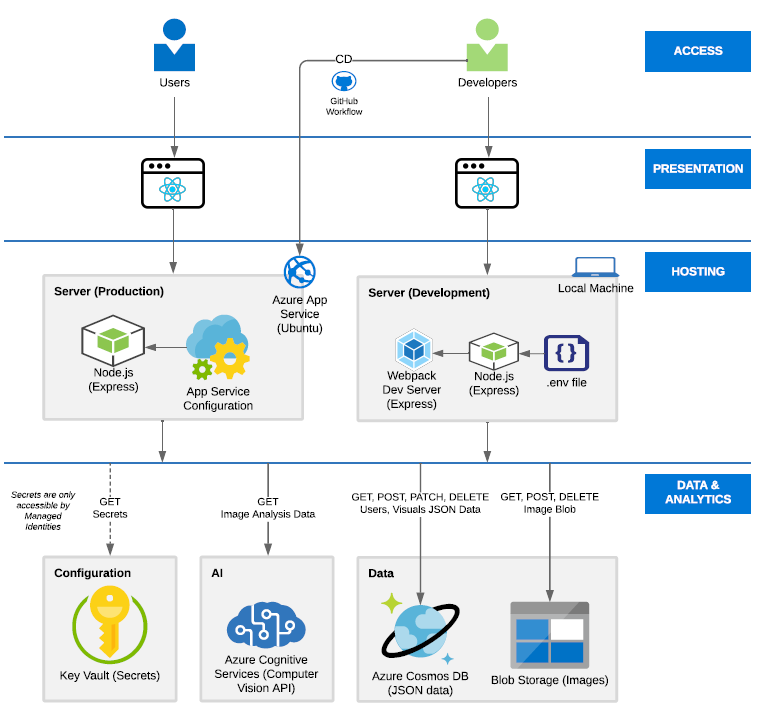 ACCESS
Users
CD
GitHub
Workflow
Developers
PRESENTATION
HOSTING
Server (Production)
Azure App
Service
(Ubuntu)
Node.js
(Express)
App Service
Configuration
Server (Development)
Local Machine
Webpack
Dev Server
(Express)
Node.js
(Express)
{ }
.env file
DATA &
ANALYTICS
Secrets are only
accessible by
Managed
Identities
GET
Secrets
GET
Image Analysis Data
GET, POST, PATCH, DELETE
Users, Visuals JSON Data
GET, POST, DELETE
Image Blob
Configuration
Key Vault (Secrets)
AI
Azure Cognitive
Services (Computer
Vision API)
Data
Azure Cosmos DB
(JSON data)
Blob Storage (Images)